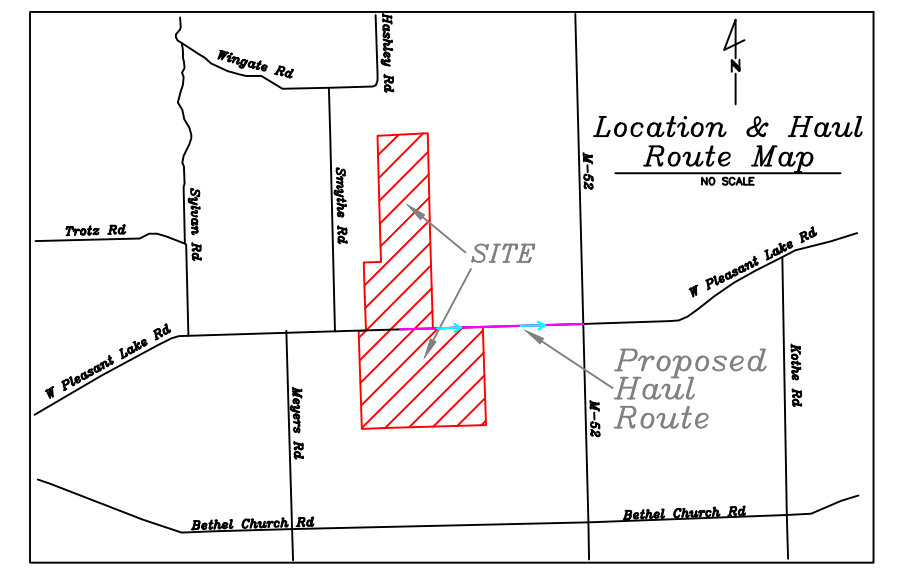 Hashley Rd
Wingate Rd
N
Location & Haul
Route Map
NO SCALE
M-52
Smythe Rd
Sylvan Rd
Trotz Rd
SITE
W Pleasant Lake Rd
W Pleasant Lake Rd
Proposed
Haul
Route
Kothe Rd
Meyers Rd
M-52
Bethel Church Rd
Bethel Church Rd